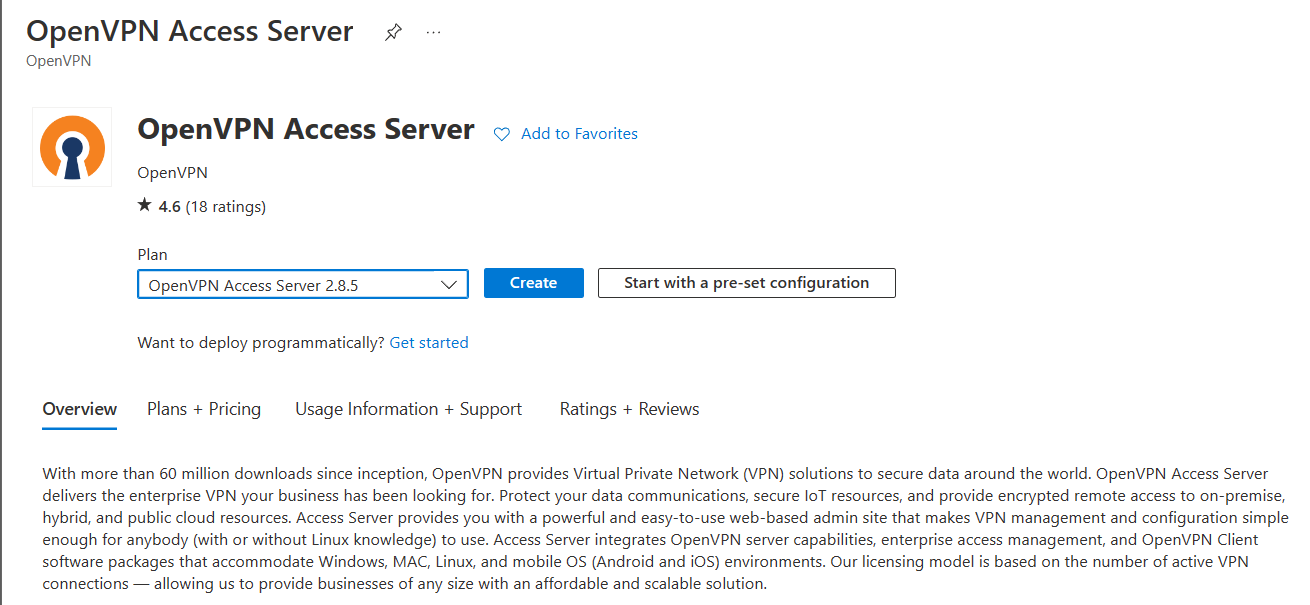 OpenVPN Access Server
...
OpenVPN
OpenVPN Access Server
Add to Favorites
OpenVPN
4.6 (18 ratings)
Plan
OpenVPN Access Server 2.8.5
Create
Start with a pre-set configuration
Want to deploy programmatically? Get started
Overview
Plans + Pricing
Usage Information + Support
Ratings + Reviews
With more than 60 million downloads since inception, OpenVPN provides Virtual Private Network (VPN) solutions to secure data around the world. OpenVPN Access Server
delivers the enterprise VPN your business has been looking for. Protect your data communications, secure IoT resources, and provide encrypted remote access to on-premise,
hybrid, and public cloud resources. Access Server provides you with a powerful and easy-to-use web-based admin site that makes VPN management and configuration simple
enough for anybody (with or without Linux knowledge) to use. Access Server integrates OpenVPN server capabilities, enterprise access management, and OpenVPN Client
software packages that accommodate Windows, MAC, Linux, and mobile OS (Android and iOS) environments. Our licensing model is based on the number of active VPN
connections — allowing us to provide businesses of any size with an affordable and scalable solution.